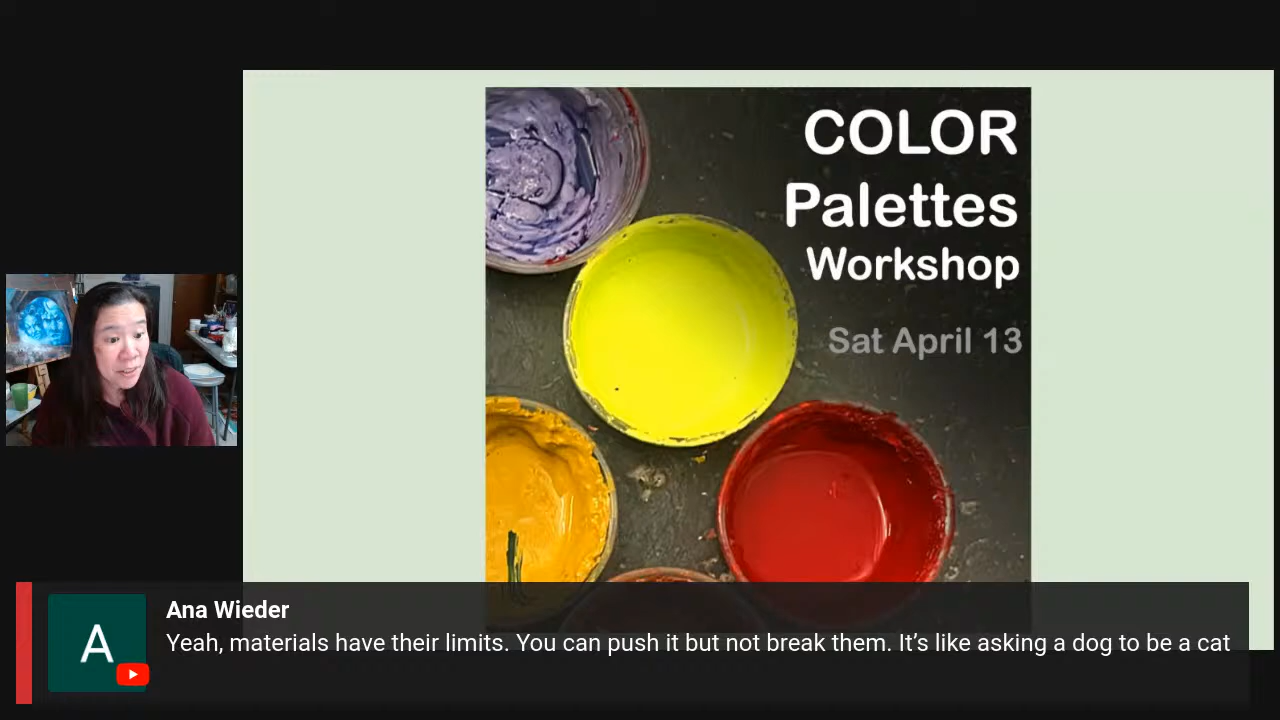 COLOR
Palettes
Workshop
Sat April 13
Ana Wieder
A
Yeah, materials have their limits. You can push it but not break them. It’s like asking a dog to be a cat